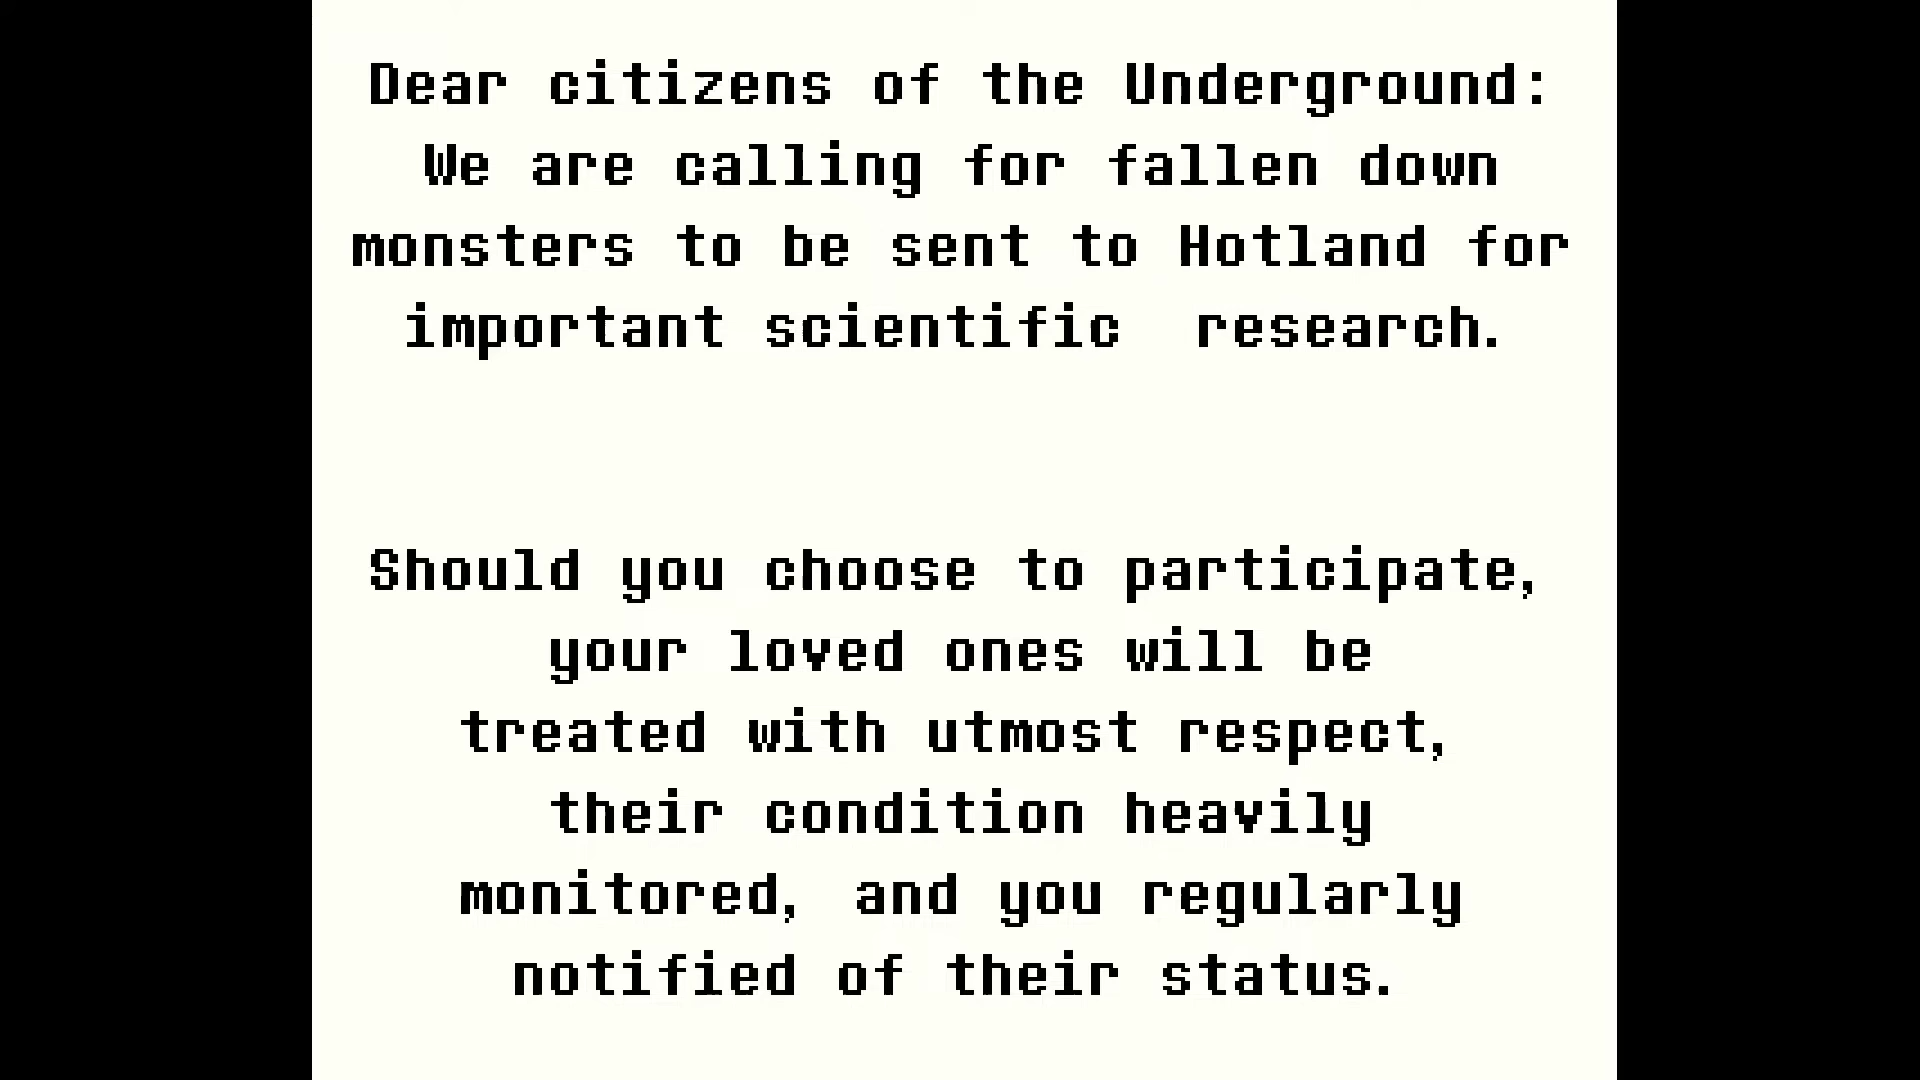 Dear citizens of the Underground:
We are calling for fallen down
monsters to be sent to Hotland for
important scientific  research.
Should you choose to participate,
your loved ones will be
treated with utmost respect,
their condition heavily
monitored, and you regularly
notified of their status.